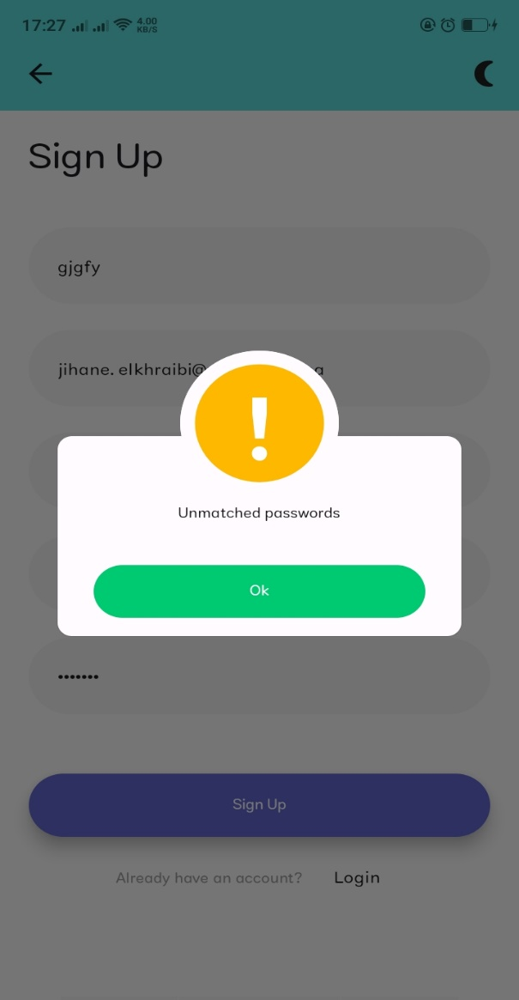 17:27 4.00 KB/S
Sign Up
gjgfy
jihane. elkhraibi@
!
Unmatched passwords
Ok
•••••••
Sign Up
Already have an account? Login